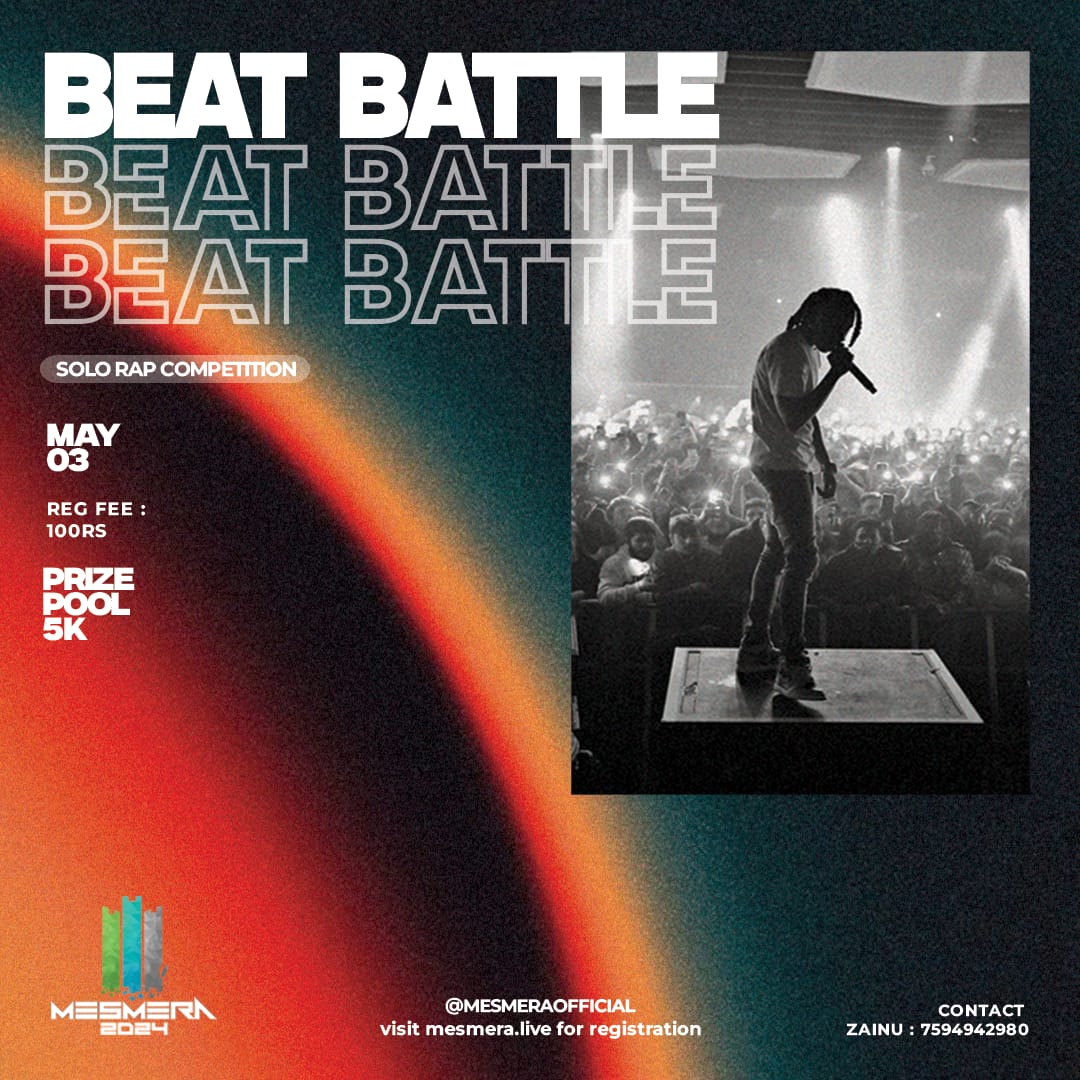 BEAT BATTLE
BEAT BATTLE
BEAT BATTLE
SOLO RAP COMPETITION
MAY
03
REG FEE :
100RS
PRIZE
POOL
5K
MESMERA
2024
@MESMERAOFFICIAL
visit mesmera.live for registration
CONTACT
ZAINU : 7594942980